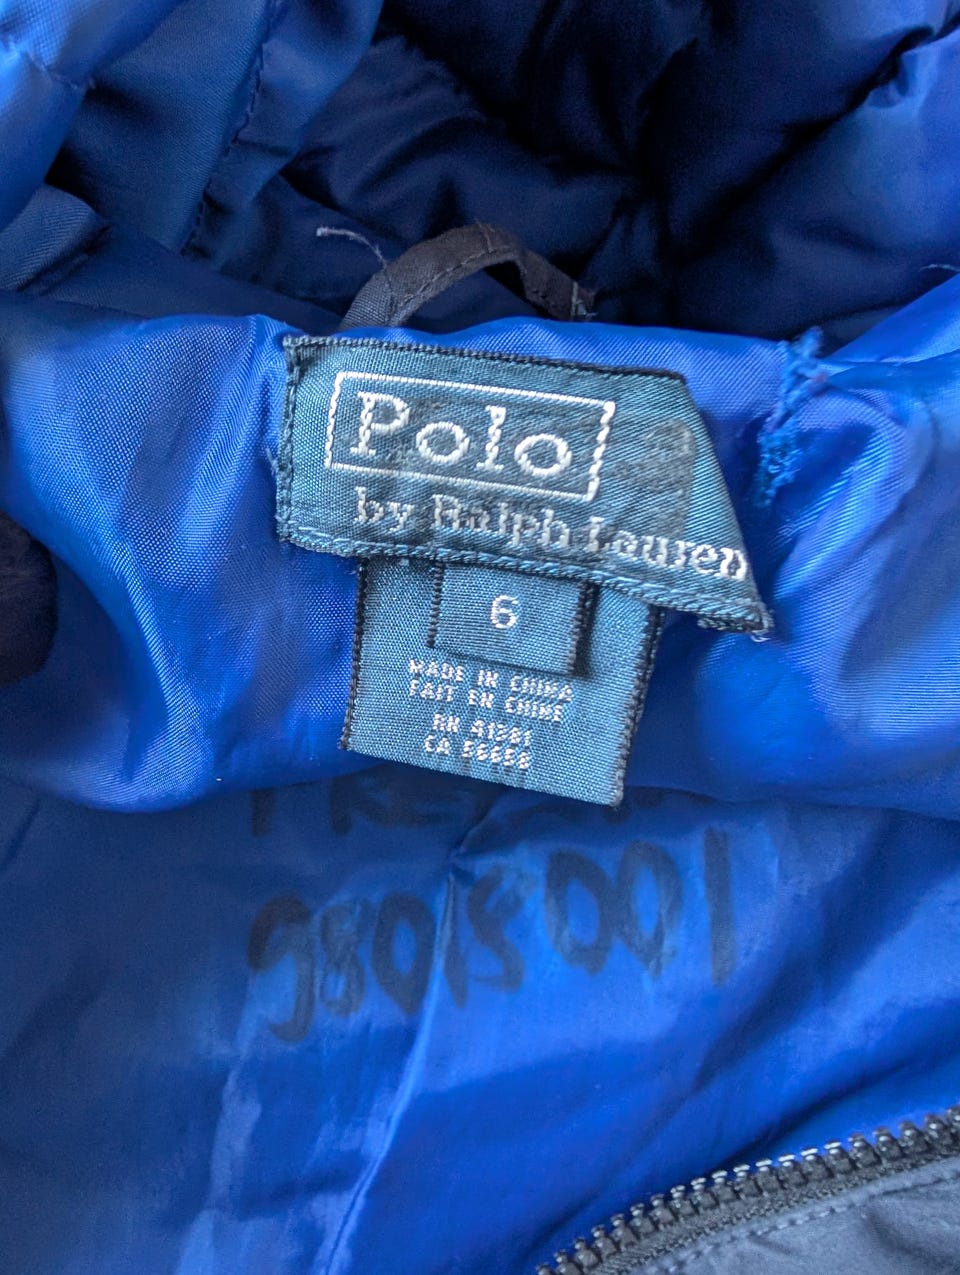 Polo
by Ralph Lauren
6
MADE IN CHINA
FAIT EN CHINE
RN 41381
CA 56658